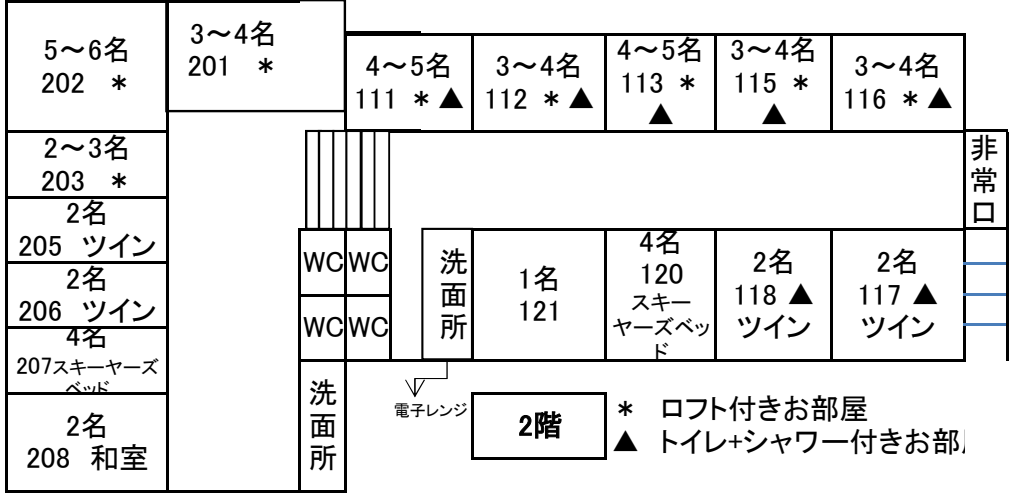 5～6名
202 *
3～4名
201 *
4～5名
111 * ▲
3～4名
112 * ▲
4～5名
113 *
▲
3～4名
115 *
▲
3～4名
116 * ▲
2～3名
203 *
2名
205 ツイン
2名
206 ツイン
4名
207スキーヤーズ
ベッド
2名
208 和室
非
常
口
WC
WC
WC
WC
洗
面
所
1名
121
4名
120
スキー
ヤーズベッ
ド
2名
118 ▲
ツイン
2名
117 ▲
ツイン
洗
面
所
電子レンジ
2階
* ロフト付きお部屋
▲ トイレ+シャワー付きお部